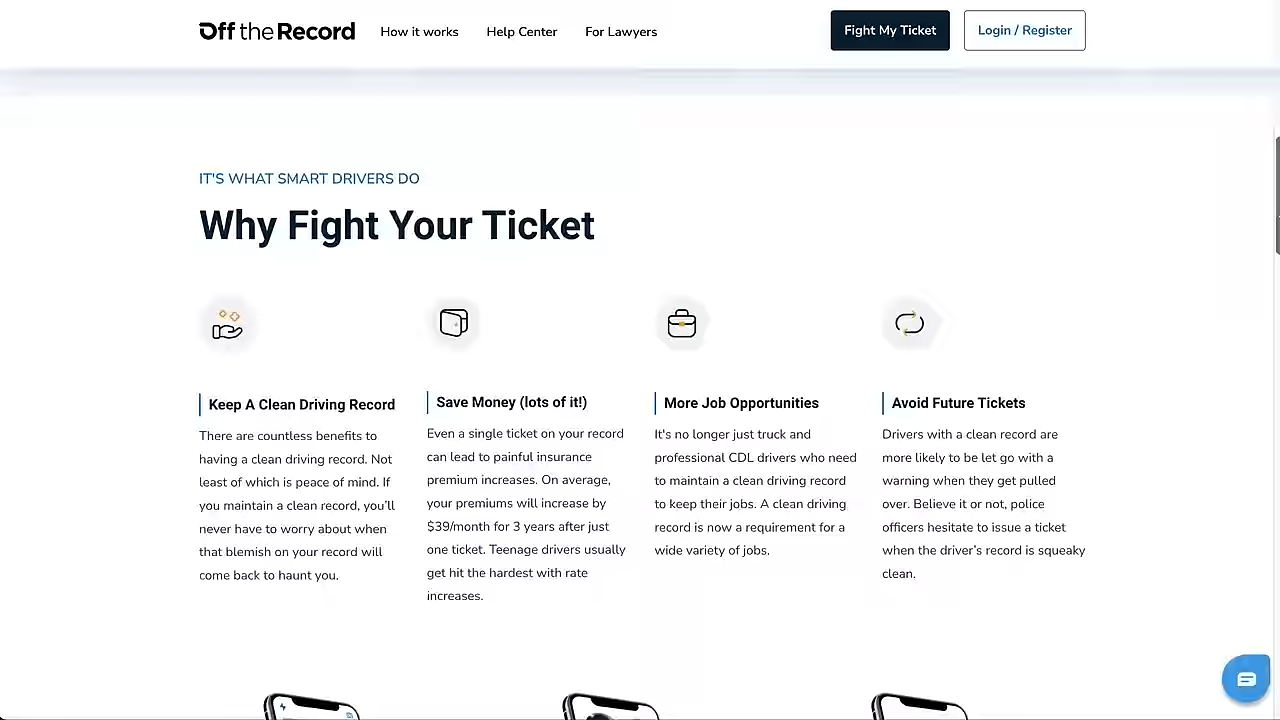 Off the Record
How it works
Help Center
For Lawyers
Fight My Ticket
Login / Register
IT'S WHAT SMART DRIVERS DO
Why Fight Your Ticket
Keep A Clean Driving Record
There are countless benefits to
having a clean driving record. Not
least of which is peace of mind. If
you maintain a clean record, you’ll
never have to worry about when
that blemish on your record will
come back to haunt you.
Save Money (lots of it!)
Even a single ticket on your record
can lead to painful insurance
premium increases. On average,
your premiums will increase by
$39/month for 3 years after just
one ticket. Teenage drivers usually
get hit the hardest with rate
increases.
More Job Opportunities
It's no longer just truck and
professional CDL drivers who need
to maintain a clean driving record
to keep their jobs. A clean driving
record is now a requirement for a
wide variety of jobs.
Avoid Future Tickets
Drivers with a clean record are
more likely to be let go with a
warning when they get pulled
over. Believe it or not, police
officers hesitate to issue a ticket
when the driver’s record is squeaky
clean.